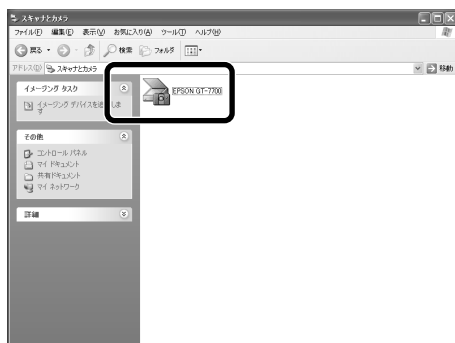 スキャナとカメラ
ファイル(F) 編集(E) 表示(V) お気に入り(A) ツール(T) ヘルプ(H)
戻る 検索 フォルダ
アドレス(D) スキャナとカメラ 移動
イメージング タスク
EPSON GT-7700
イメージング デバイスを追加しま
す
その他
コントロール パネル
マイ ドキュメント
共有ドキュメント
マイ ネットワーク
詳細